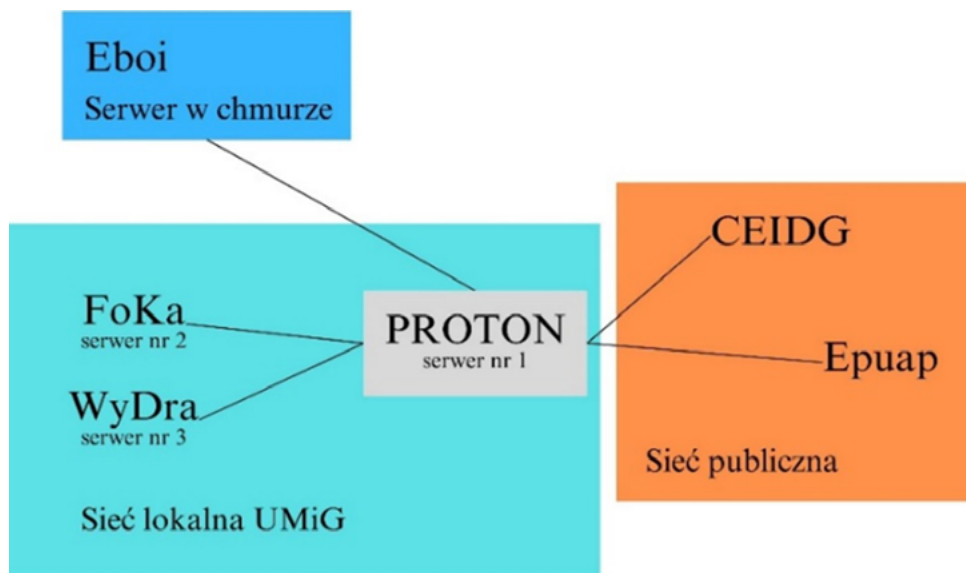 Eboi
Serwer w chmurze
CEIDG
FoKa
serwer nr 2
PROTON
serwer nr 1
Epuap
WyDra
serwer nr 3
Sieć publiczna
Sieć lokalna UMiG